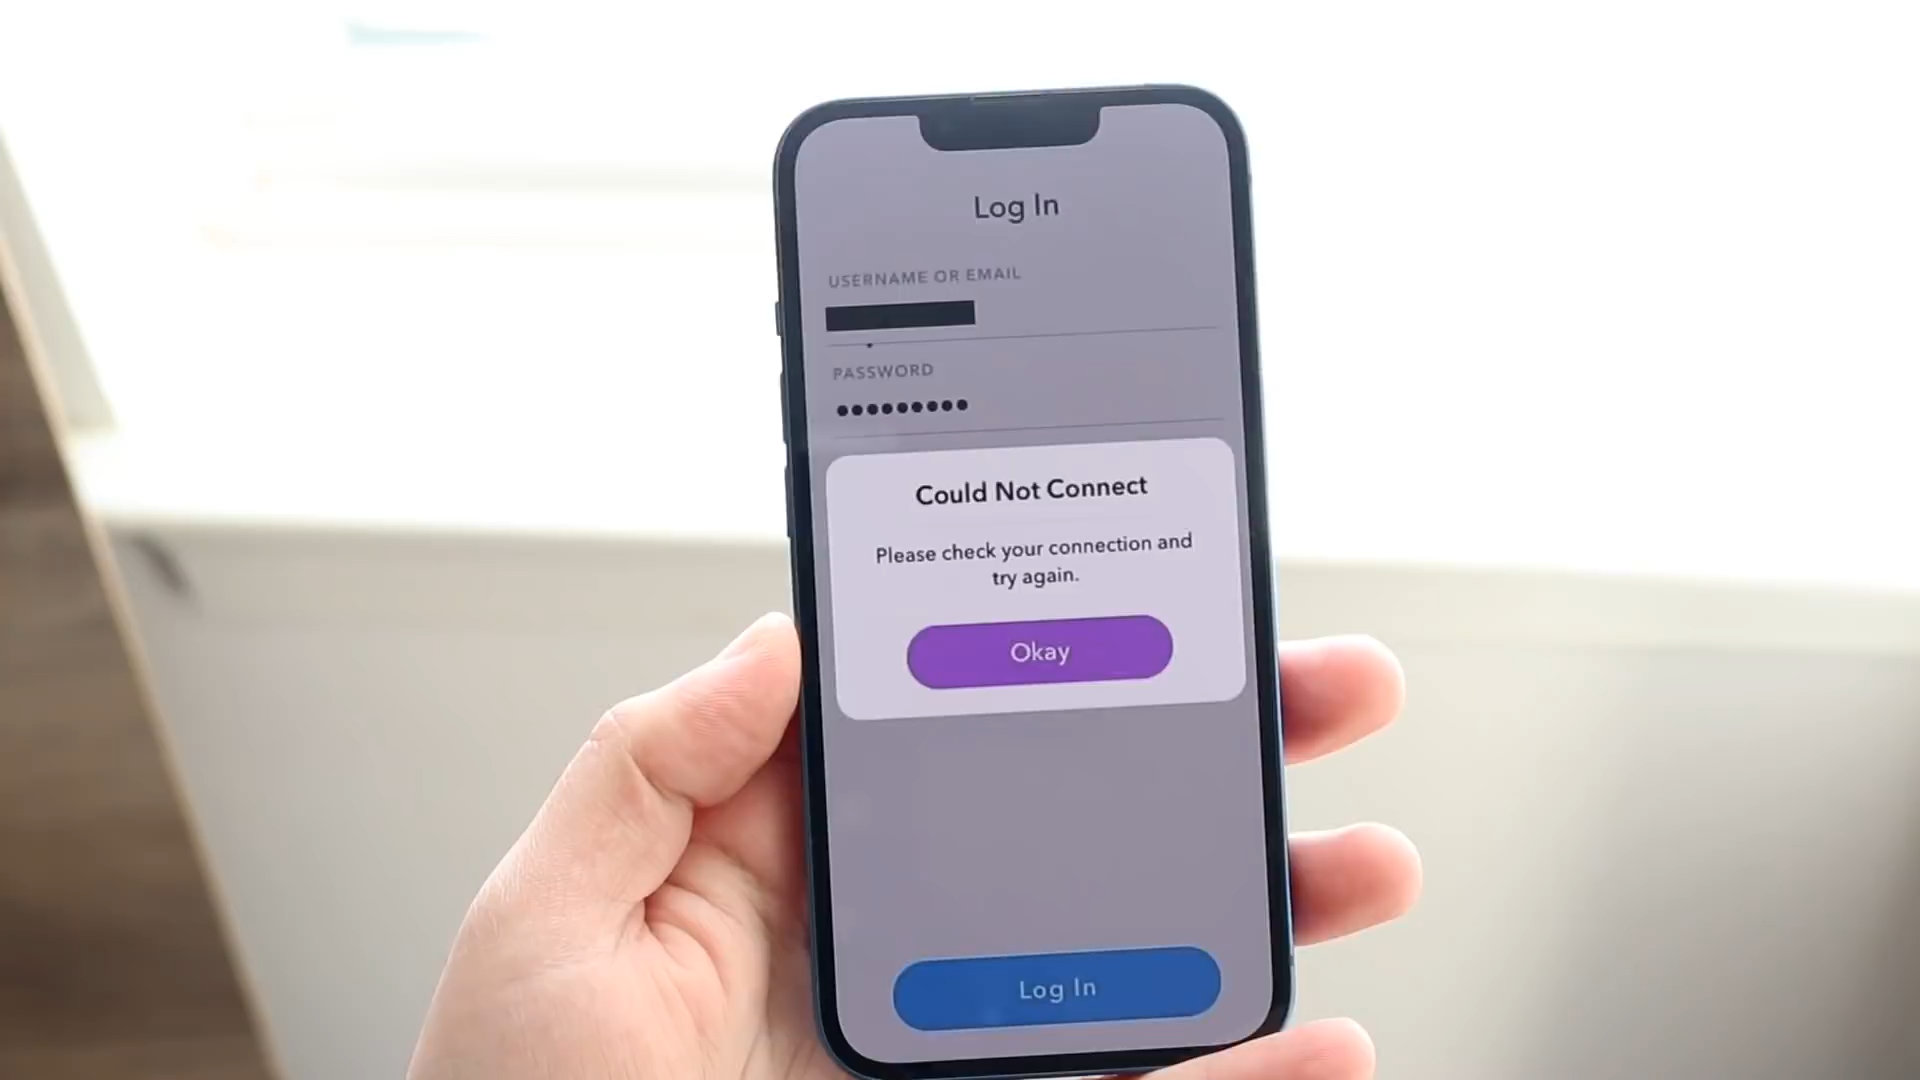 Log In
USERNAME OR EMAIL
PASSWORD
•••••••••
Could Not Connect
Please check your connection and
try again.
Okay
Log In